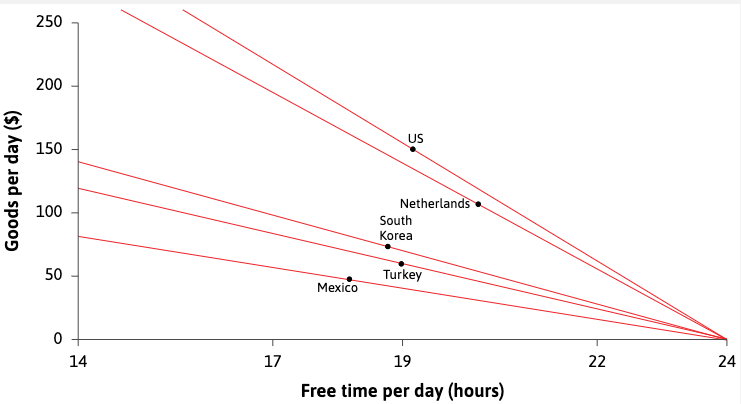 250
200
150
100
50
0
Goods per day ($)
US
Netherlands
South
Korea
Turkey
Mexico
14
17
19
22
24
Free time per day (hours)